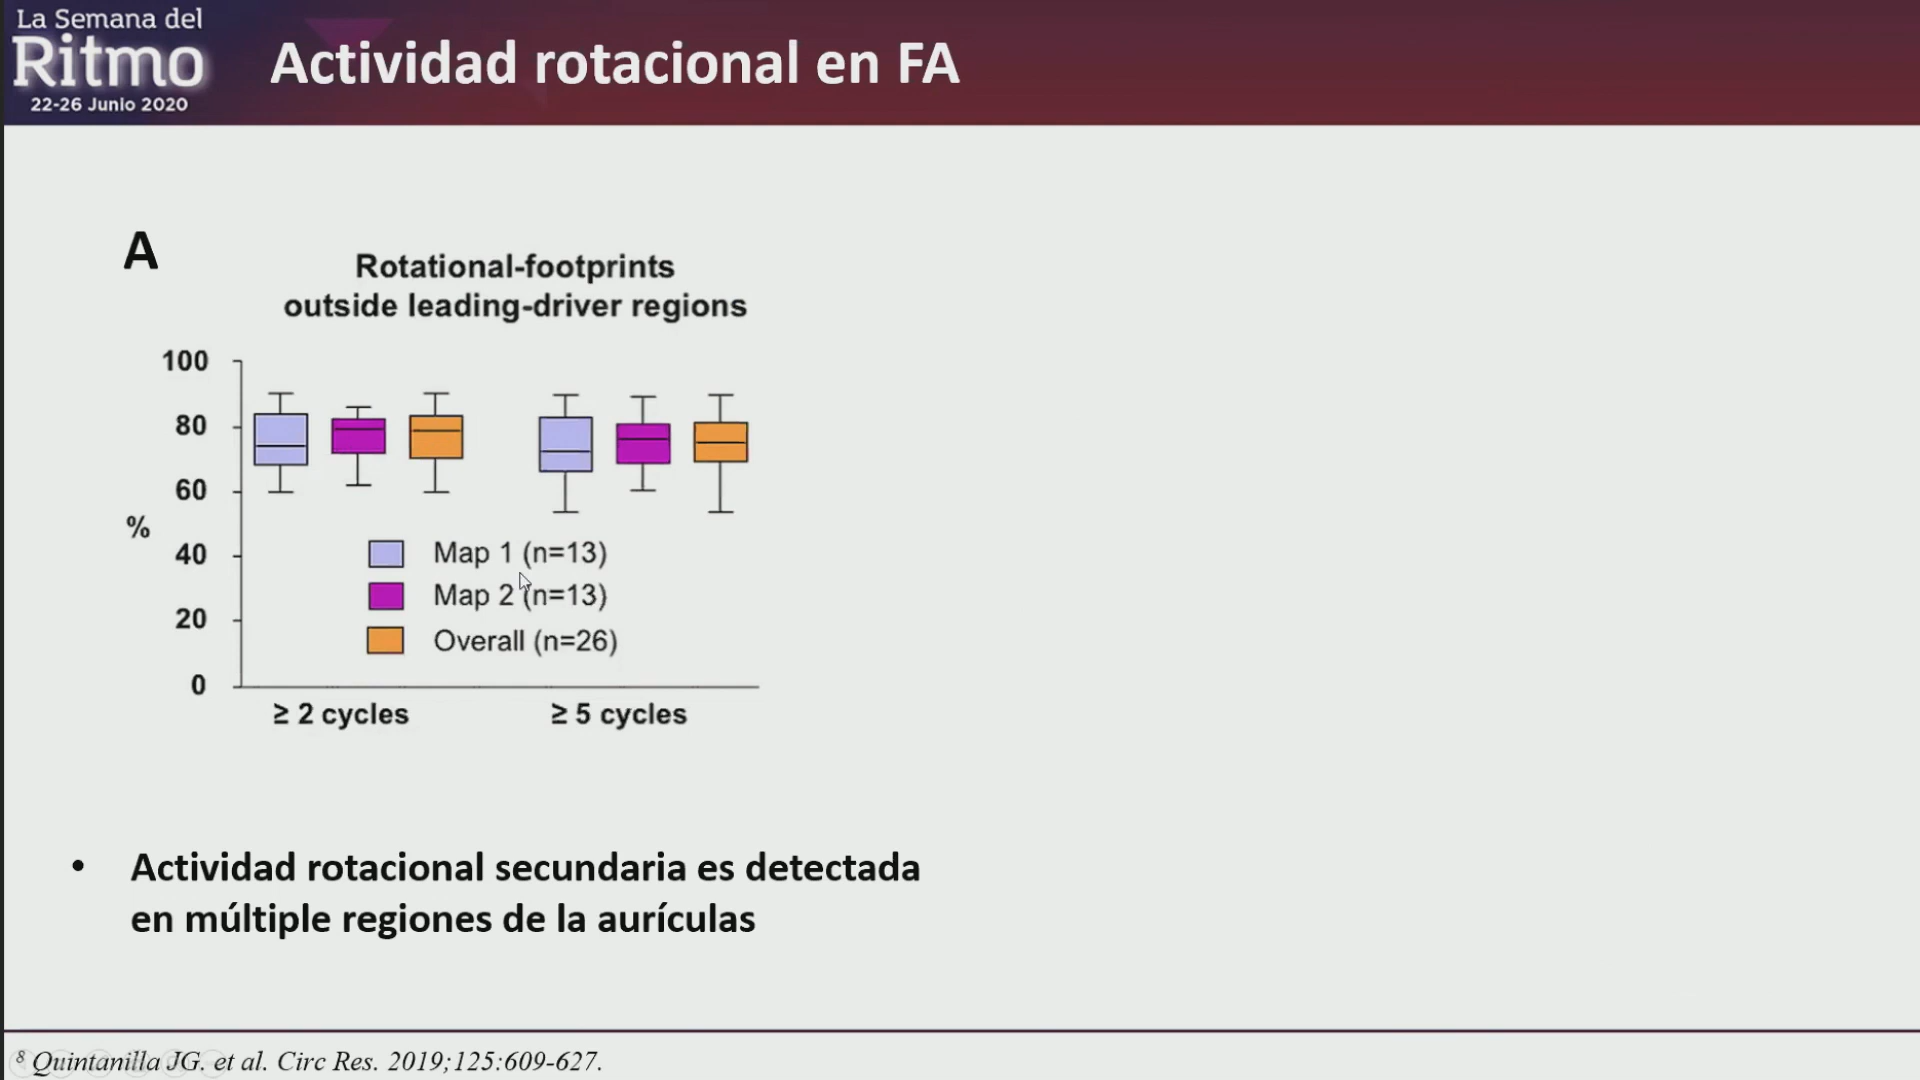 La Semana del
Ritmo
22-26 Junio 2020
Actividad rotacional en FA
A
Rotational-footprints
outside leading-driver regions
100
80
60
%
40
20
0
Map 1 (n=13)
Map 2 (n=13)
Overall (n=26)
≥ 2 cycles
≥ 5 cycles
• Actividad rotacional secundaria es detectada
en múltiple regiones de la aurículas
⁸ Quintanilla JG. et al. Circ Res. 2019;125:609-627.